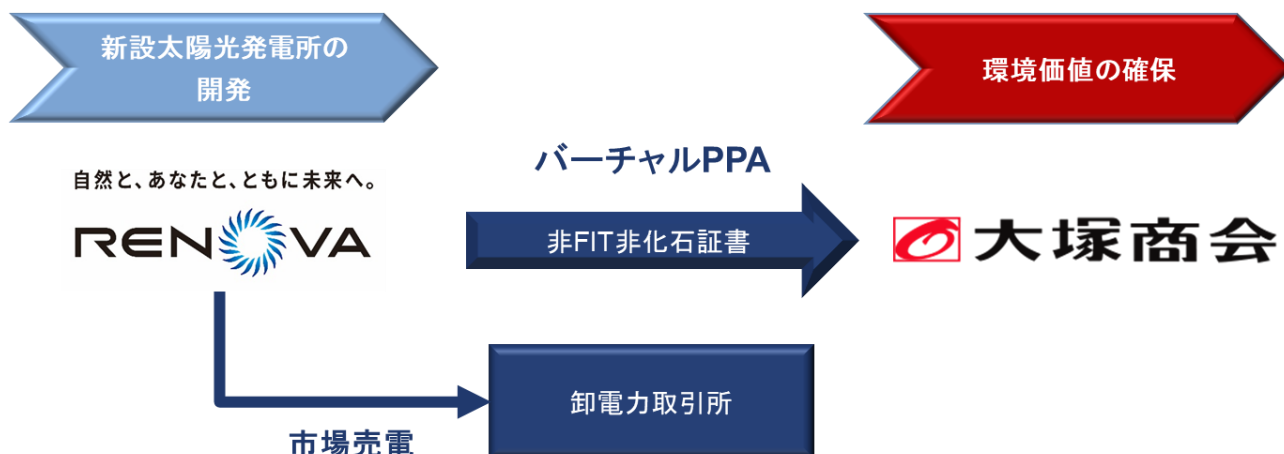 新設太陽光発電所の
開発
環境価値の確保
自然と、あなたと、ともに未来へ。
RENOVA
バーチャルPPA
非FIT非化石証書
大塚商会
卸電力取引所
市場売電